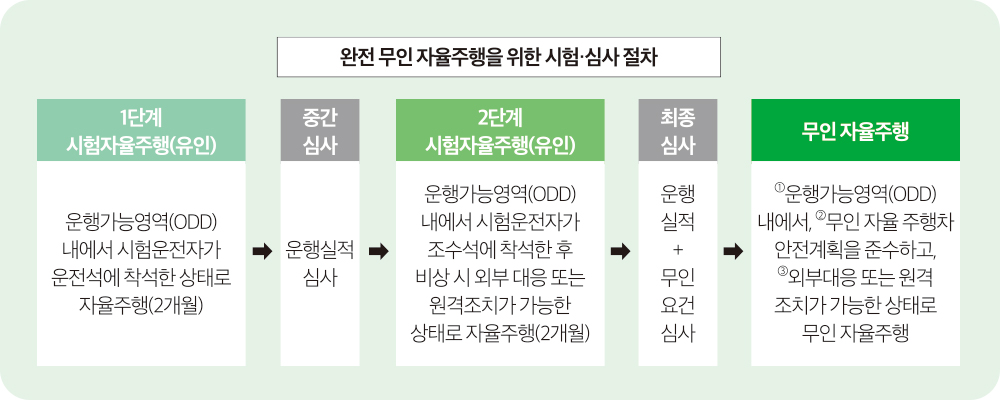 완전 무인 자율주행을 위한 시험·심사 절차
1단계
시험자율주행(유인)
운행가능영역(ODD)
내에서 시험운전자가
운전석에 착석한 상태로
자율주행(2개월)
중간
심사
운행실적
심사
2단계
시험자율주행(유인)
운행가능영역(ODD)
내에서 시험운전자가
조수석에 착석한 후
비상 시 외부 대응 또는
원격조치가 가능한
상태로 자율주행(2개월)
최종
심사
운행
실적
+
무인
요건
심사
무인 자율주행
①운행가능영역(ODD)
내에서, ②무인 자율 주행차
안전계획을 준수하고,
③외부대응 또는 원격
조치가 가능한 상태로
무인 자율주행